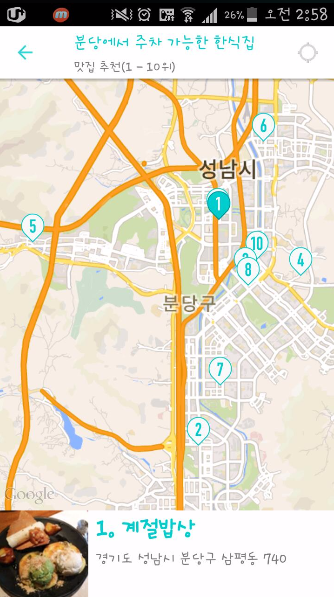 26% 오전 2:58
분당에서 주차 가능한 한식집
맛집 추천(1 - 10위)
6
성남시
1
5
10
8
4
분당구
7
2
Google
1. 계절밥상
경기도 성남시 분당구 삼평동 740